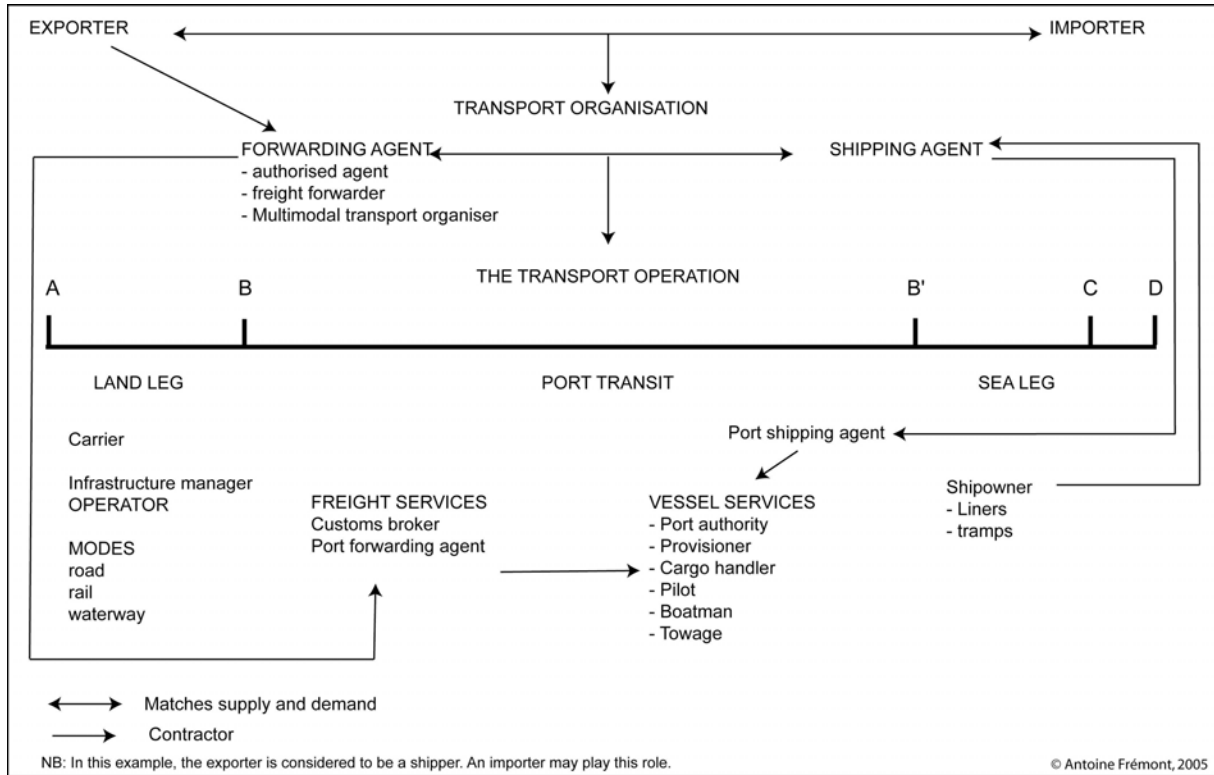 EXPORTER
IMPORTER
TRANSPORT ORGANISATION
FORWARDING AGENT
- authorised agent
- freight forwarder
- Multimodal transport organiser
SHIPPING AGENT
THE TRANSPORT OPERATION
A
B
B'
C
D
LAND LEG
PORT TRANSIT
SEA LEG
Carrier
Infrastructure manager
OPERATOR
MODES
road
rail
waterway
FREIGHT SERVICES
Customs broker
Port forwarding agent
Port shipping agent
VESSEL SERVICES
- Port authority
- Provisioner
- Cargo handler
- Pilot
- Boatman
- Towage
Shipowner
- Liners
- tramps
Matches supply and demand
Contractor
NB: In this example, the exporter is considered to be a shipper. An importer may play this role.
© Antoine Frémont, 2005